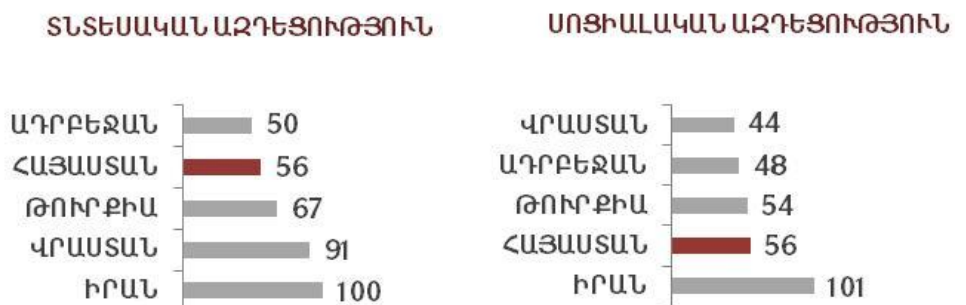 ՏՆՏԵՍԱԿԱՆ ԱԶԴԵՑՈՒԹՅՈՒՆ
ԱԴՐԲԵՋԱՆ 50
ՀԱՅԱՍՏԱՆ 56
ԹՈՒՐՔԻԱ 67
ՎՐԱՍՏԱՆ 91
ԻՐԱՆ 100
ՍՈՑԻԱԼԱԿԱՆ ԱԶԴԵՑՈՒԹՅՈՒՆ
ՎՐԱՍՏԱՆ 44
ԱԴՐԲԵՋԱՆ 48
ԹՈՒՐՔԻԱ 54
ՀԱՅԱՍՏԱՆ 56
ԻՐԱՆ 101